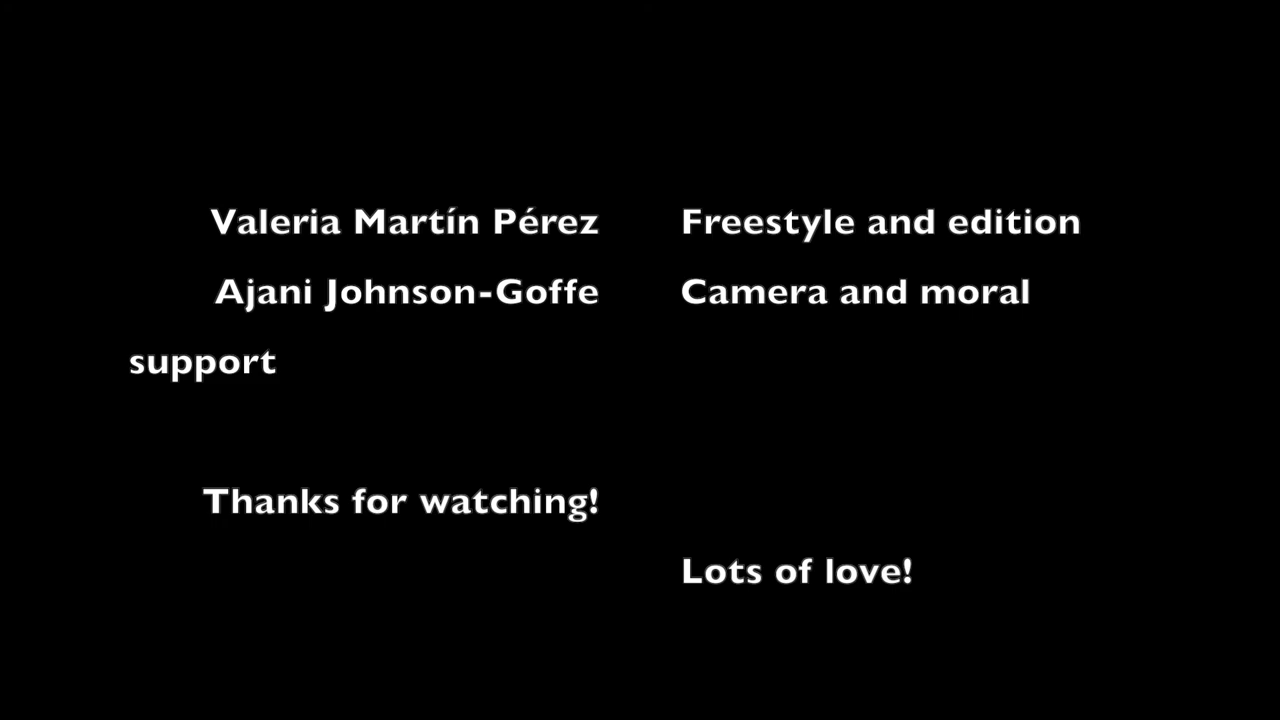 Valeria Martín Pérez Freestyle and edition
Ajani Johnson-Goffe Camera and moral
support
Thanks for watching!
Lots of love!